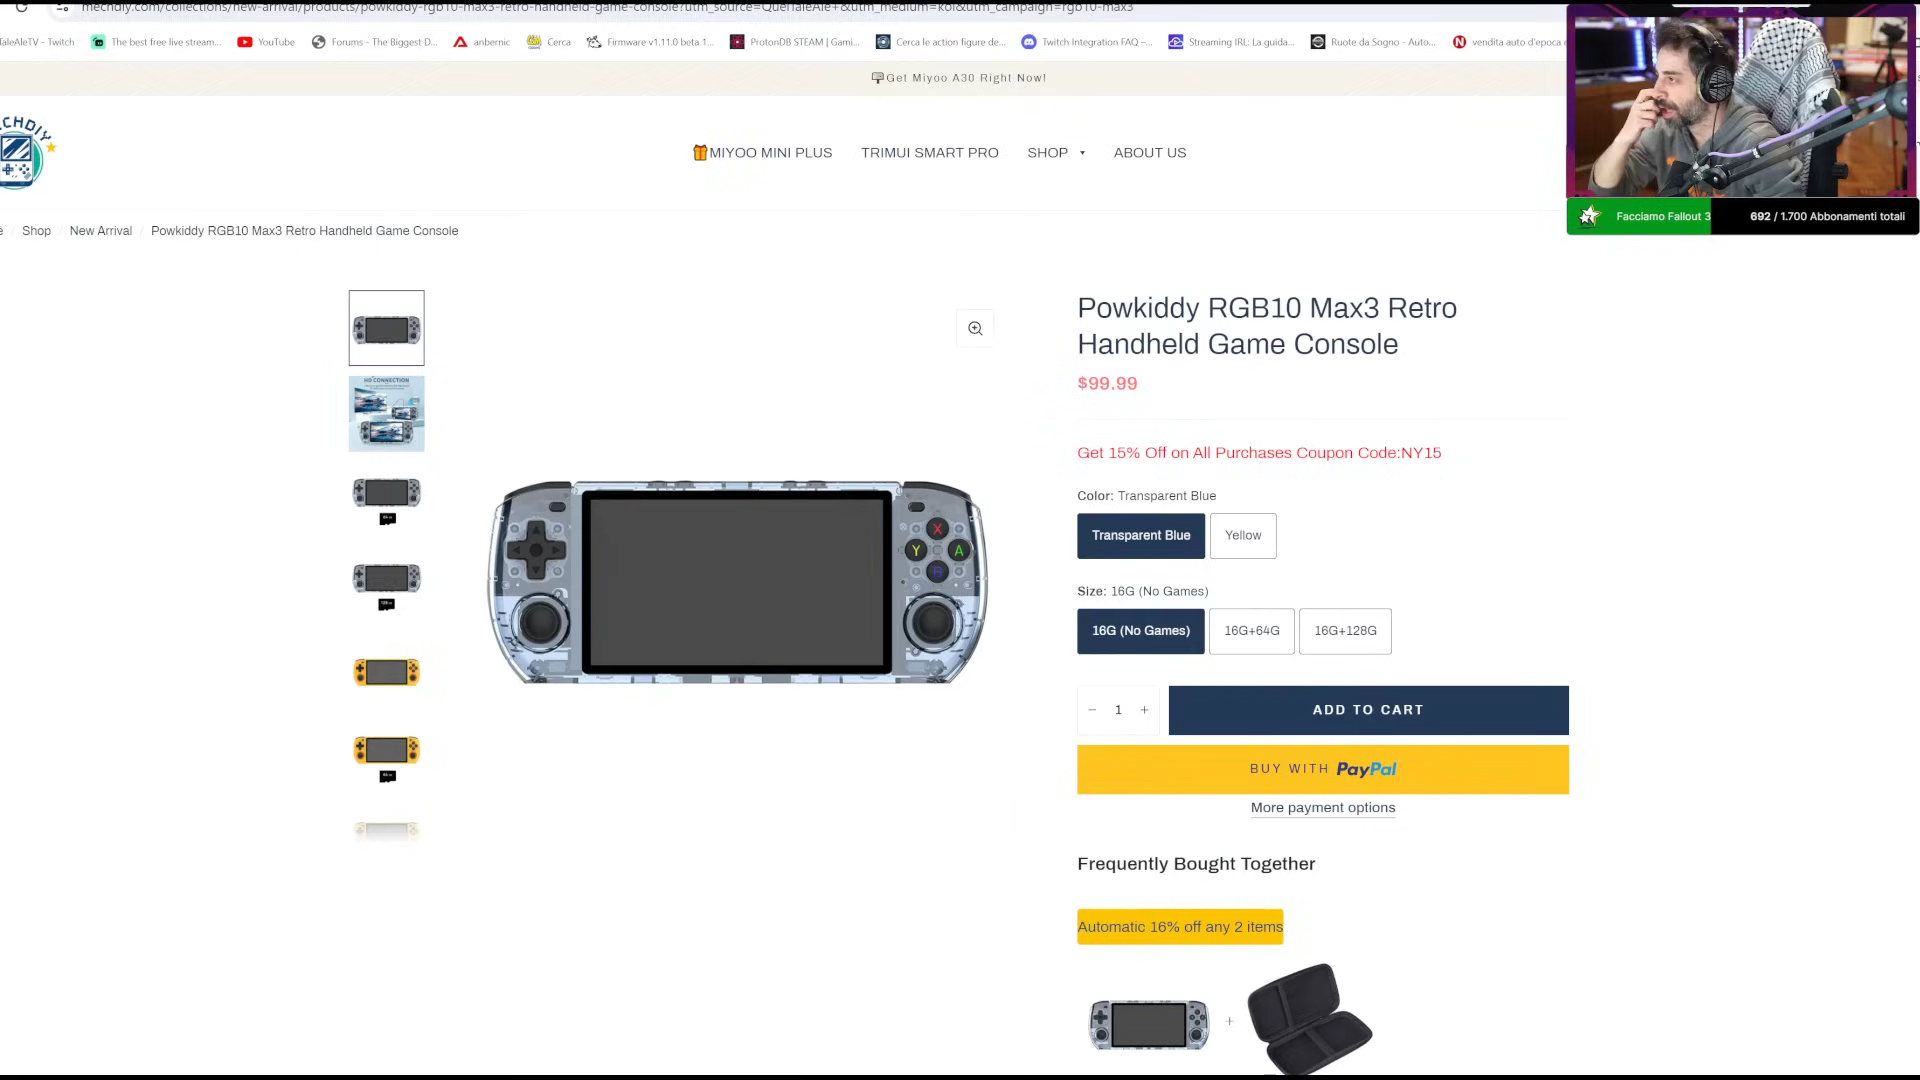 mechdiy.com/collections/new-arrival/products/powkiddy-rgb10-max3-retro-handheld-game-console?utm_source=QuelTaleAle+&utm_medium=kol&utm_campaign=rgb10-max3
TaleAleTV - Twitch
The best free live stream...
YouTube
Forums - The Biggest D...
anbernic
Cerca
Firmware v1.11.0 beta 1...
ProtonDB STEAM | Gami...
Cerca le action figure de...
Twitch Integration FAQ –...
Streaming IRL: La guida...
Ruote da Sogno - Auto...
vendita auto d'epoca e
Get Miyoo A30 Right Now!
CHDIY
MIYOO MINI PLUS
TRIMUI SMART PRO
SHOP
ABOUT US
Facciamo Fallout 3
692 / 1.700 Abbonamenti totali
e / Shop / New Arrival / Powkiddy RGB10 Max3 Retro Handheld Game Console
HD CONNECTION
X
Y
A
B
Powkiddy RGB10 Max3 Retro
Handheld Game Console
$99.99
Get 15% Off on All Purchases Coupon Code:NY15
Color: Transparent Blue
Transparent Blue
Yellow
Size: 16G (No Games)
16G (No Games)
16G+64G
16G+128G
− 1 +
ADD TO CART
BUY WITH PayPal
More payment options
Frequently Bought Together
Automatic 16% off any 2 items
+